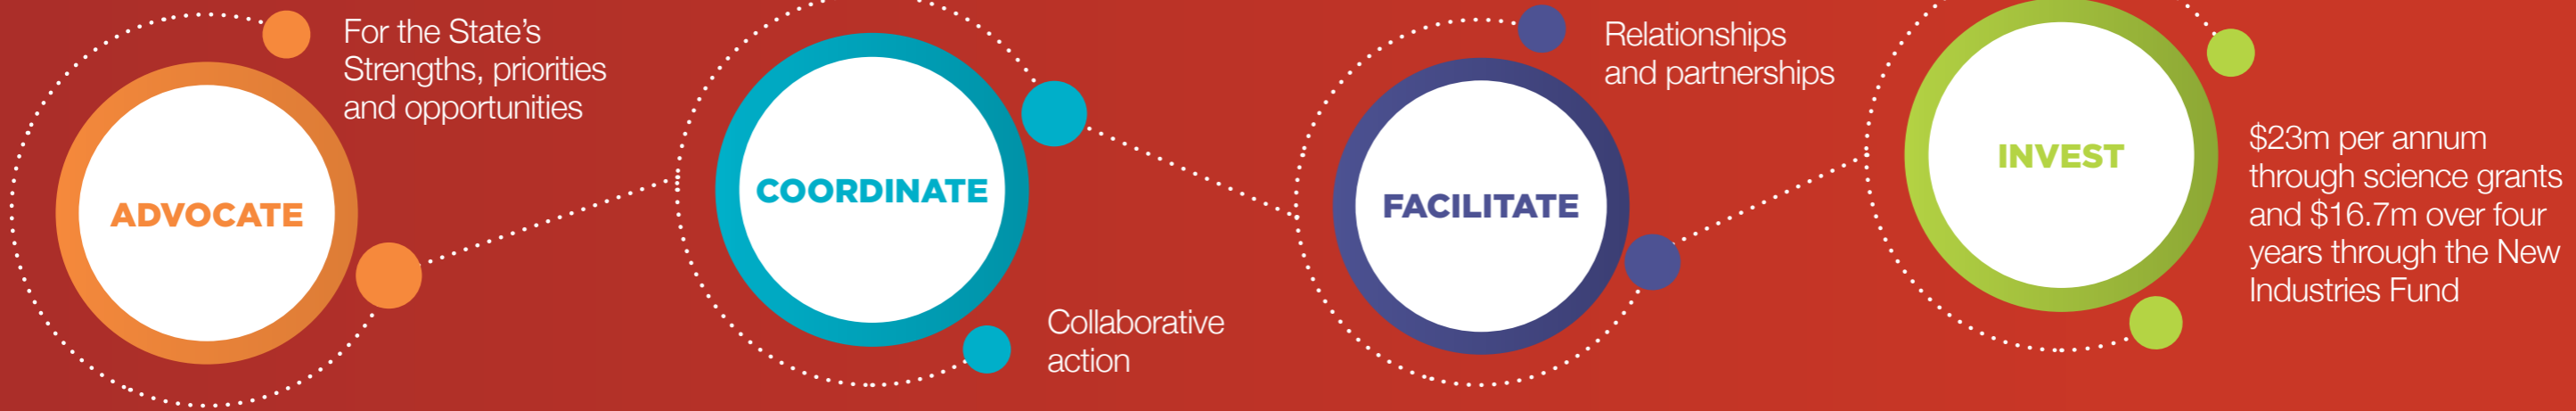 ADVOCATE
For the State's
Strengths, priorities
and opportunities
COORDINATE
Collaborative
action
FACILITATE
Relationships
and partnerships
INVEST
$23m per annum
through science grants
and $16.7m over four
years through the New
Industries Fund